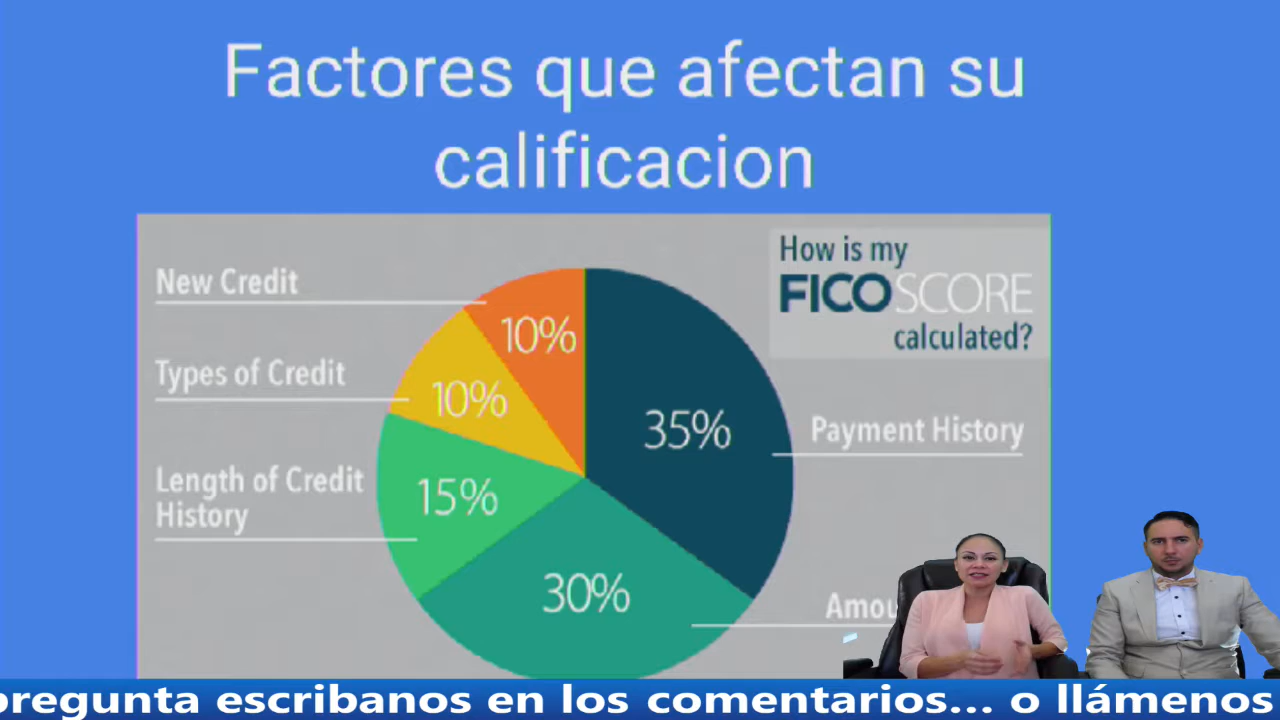 Factores que afectan su
calificacion
How is my
FICO SCORE
calculated?
New Credit
10%
Types of Credit
10%
Length of Credit
History
15%
35%
Payment History
30%
pregunta escribanos en los comentarios... o llámenos